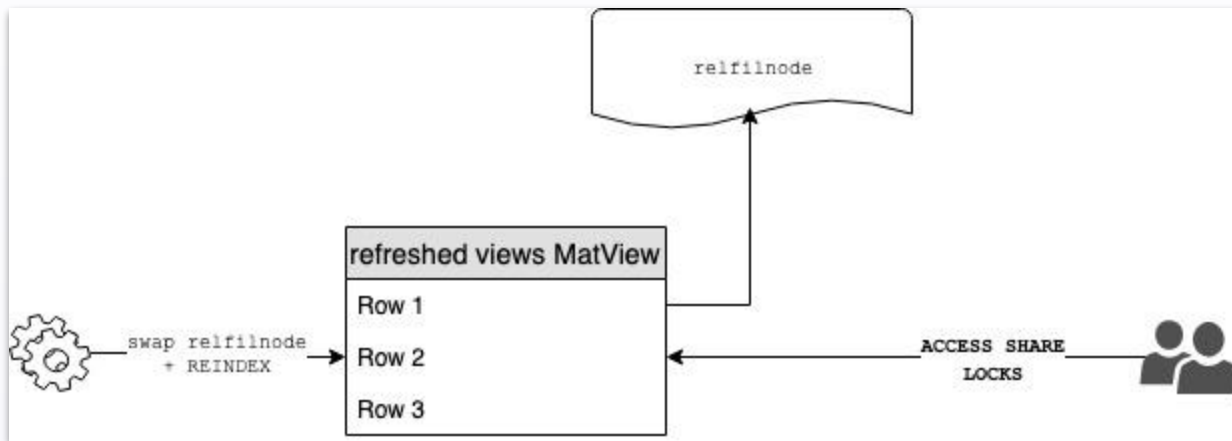 relfilnode
refreshed views MatView
Row 1
swap relfilnode
+ REINDEX
Row 2
ACCESS SHARE
LOCKS
Row 3